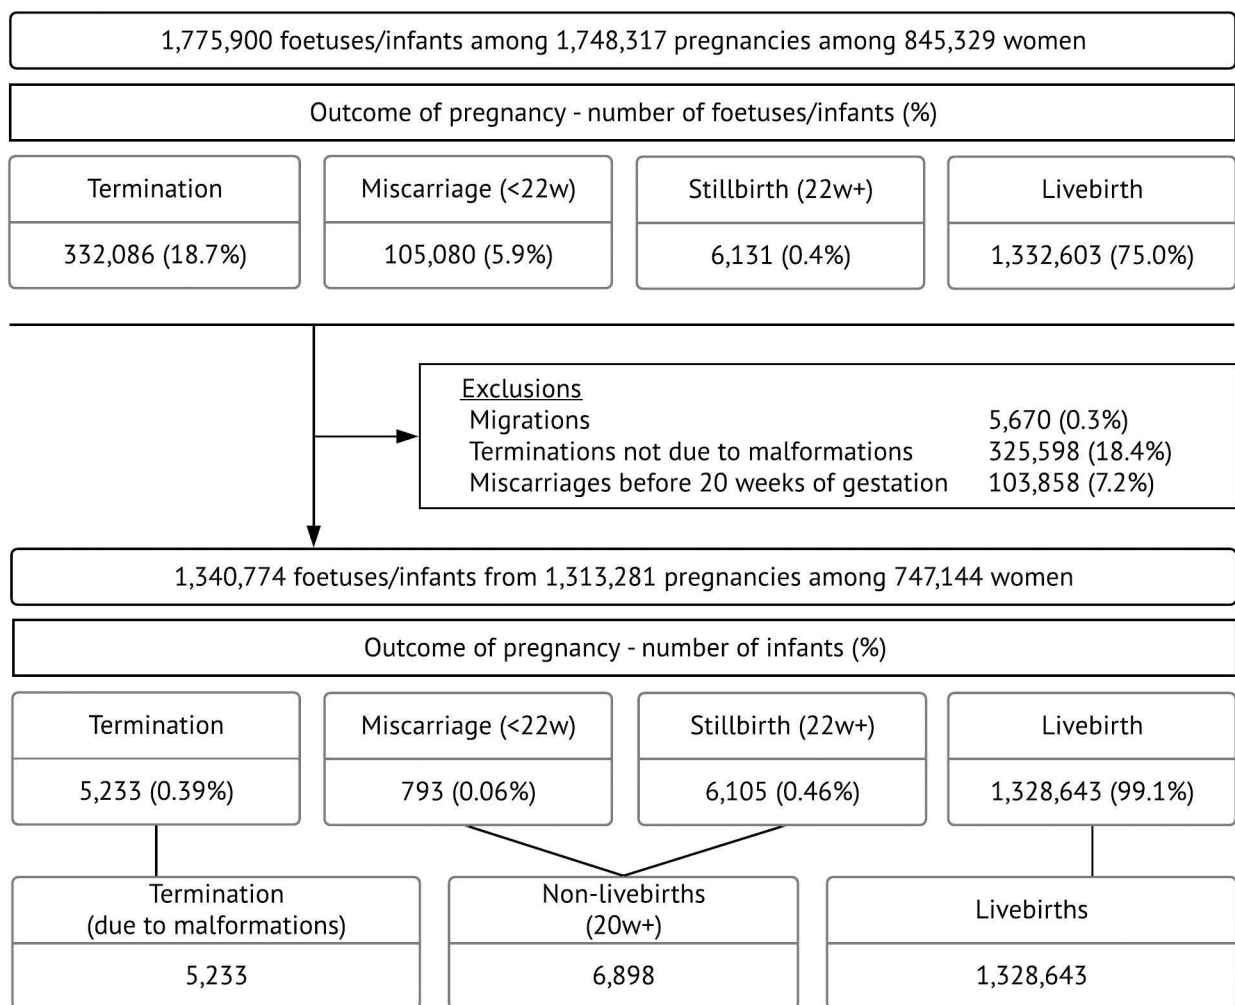 1,775,900 foetuses/infants among 1,748,317 pregnancies among 845,329 women
Outcome of pregnancy - number of foetuses/infants (%)
Termination
332,086 (18.7%)
Miscarriage (<22w)
105,080 (5.9%)
Stillbirth (22w+)
6,131 (0.4%)
Livebirth
1,332,603 (75.0%)
Exclusions
Migrations 5,670 (0.3%)
Terminations not due to malformations 325,598 (18.4%)
Miscarriages before 20 weeks of gestation 103,858 (7.2%)
1,340,774 foetuses/infants from 1,313,281 pregnancies among 747,144 women
Outcome of pregnancy - number of infants (%)
Termination
5,233 (0.39%)
Miscarriage (<22w)
793 (0.06%)
Stillbirth (22w+)
6,105 (0.46%)
Livebirth
1,328,643 (99.1%)
Termination
(due to malformations)
5,233
Non-livebirths
(20w+)
6,898
Livebirths
1,328,643